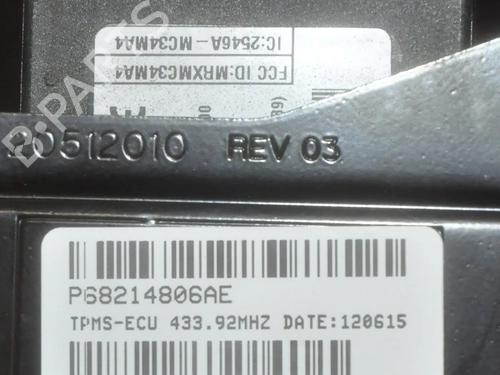 IC:2546A-MC34MA4
FCC ID:MRXMC34MA4
20512010 REV 03
P68214806AE
TPMS-ECU 433.92MHZ DATE:120615